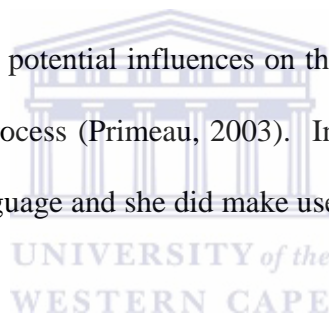 potential influences on th
ocess (Primeau, 2003). In
guage and she did make use
UNIVERSITY of the
WESTERN CAPE